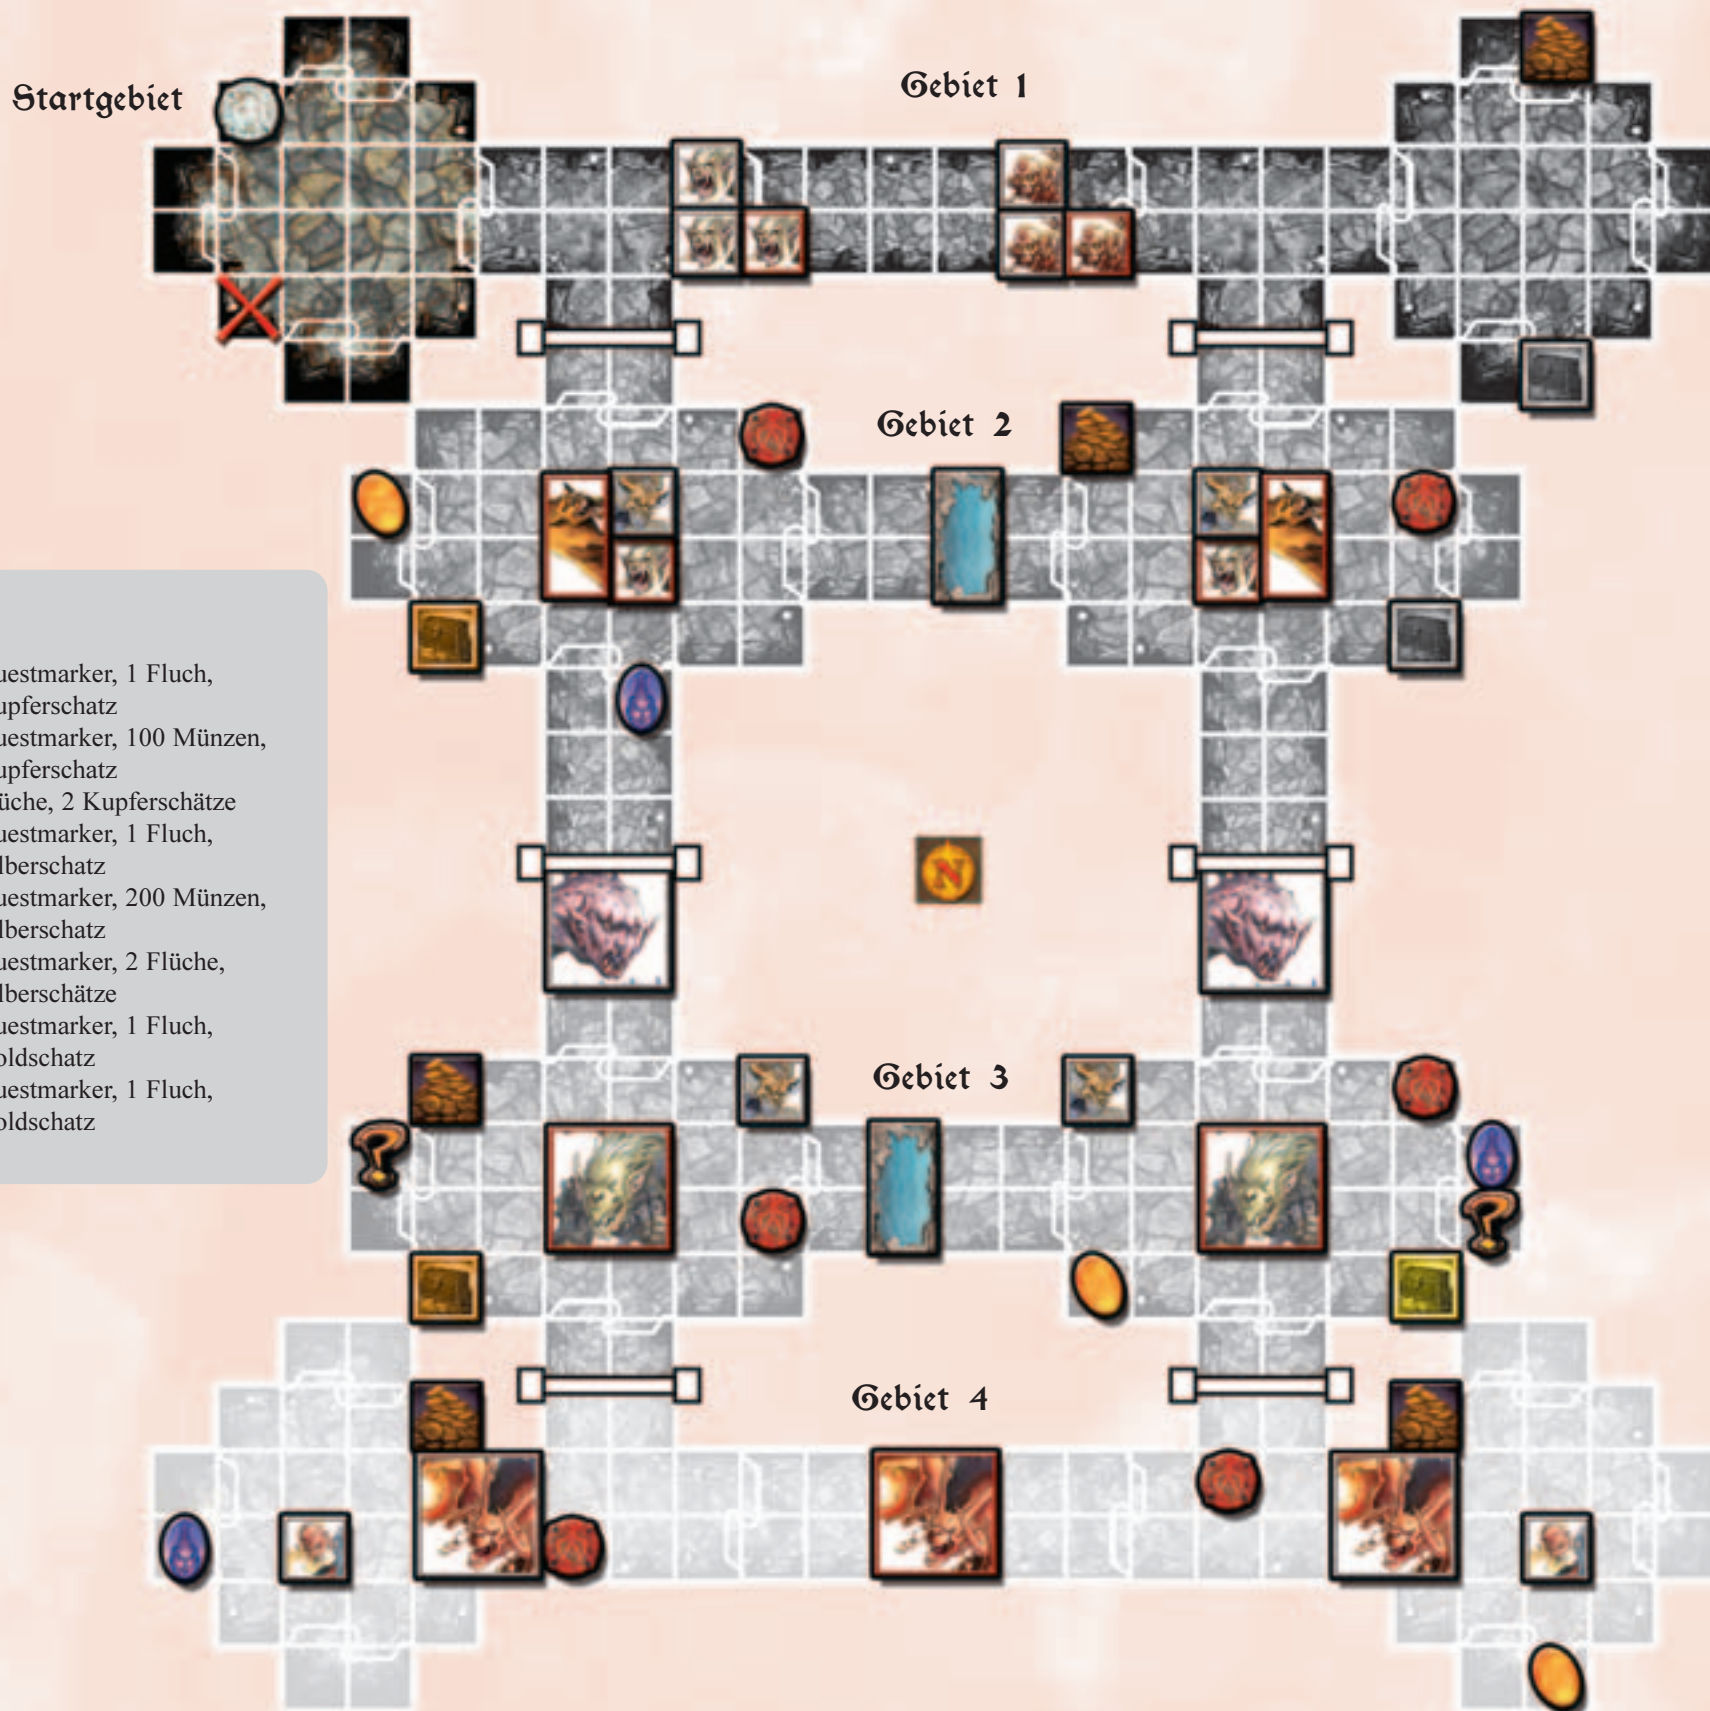 Startgebiet
Gebiet 1
Gebiet 2
uestmarker, 1 Fluch,
upferschatz
uestmarker, 100 Münzen,
upferschatz
üche, 2 Kupferschätze
uestmarker, 1 Fluch,
lberschatz
uestmarker, 200 Münzen,
lberschatz
uestmarker, 2 Flüche,
lberschätze
uestmarker, 1 Fluch,
oldschatz
uestmarker, 1 Fluch,
oldschatz
N
Gebiet 3
Gebiet 4